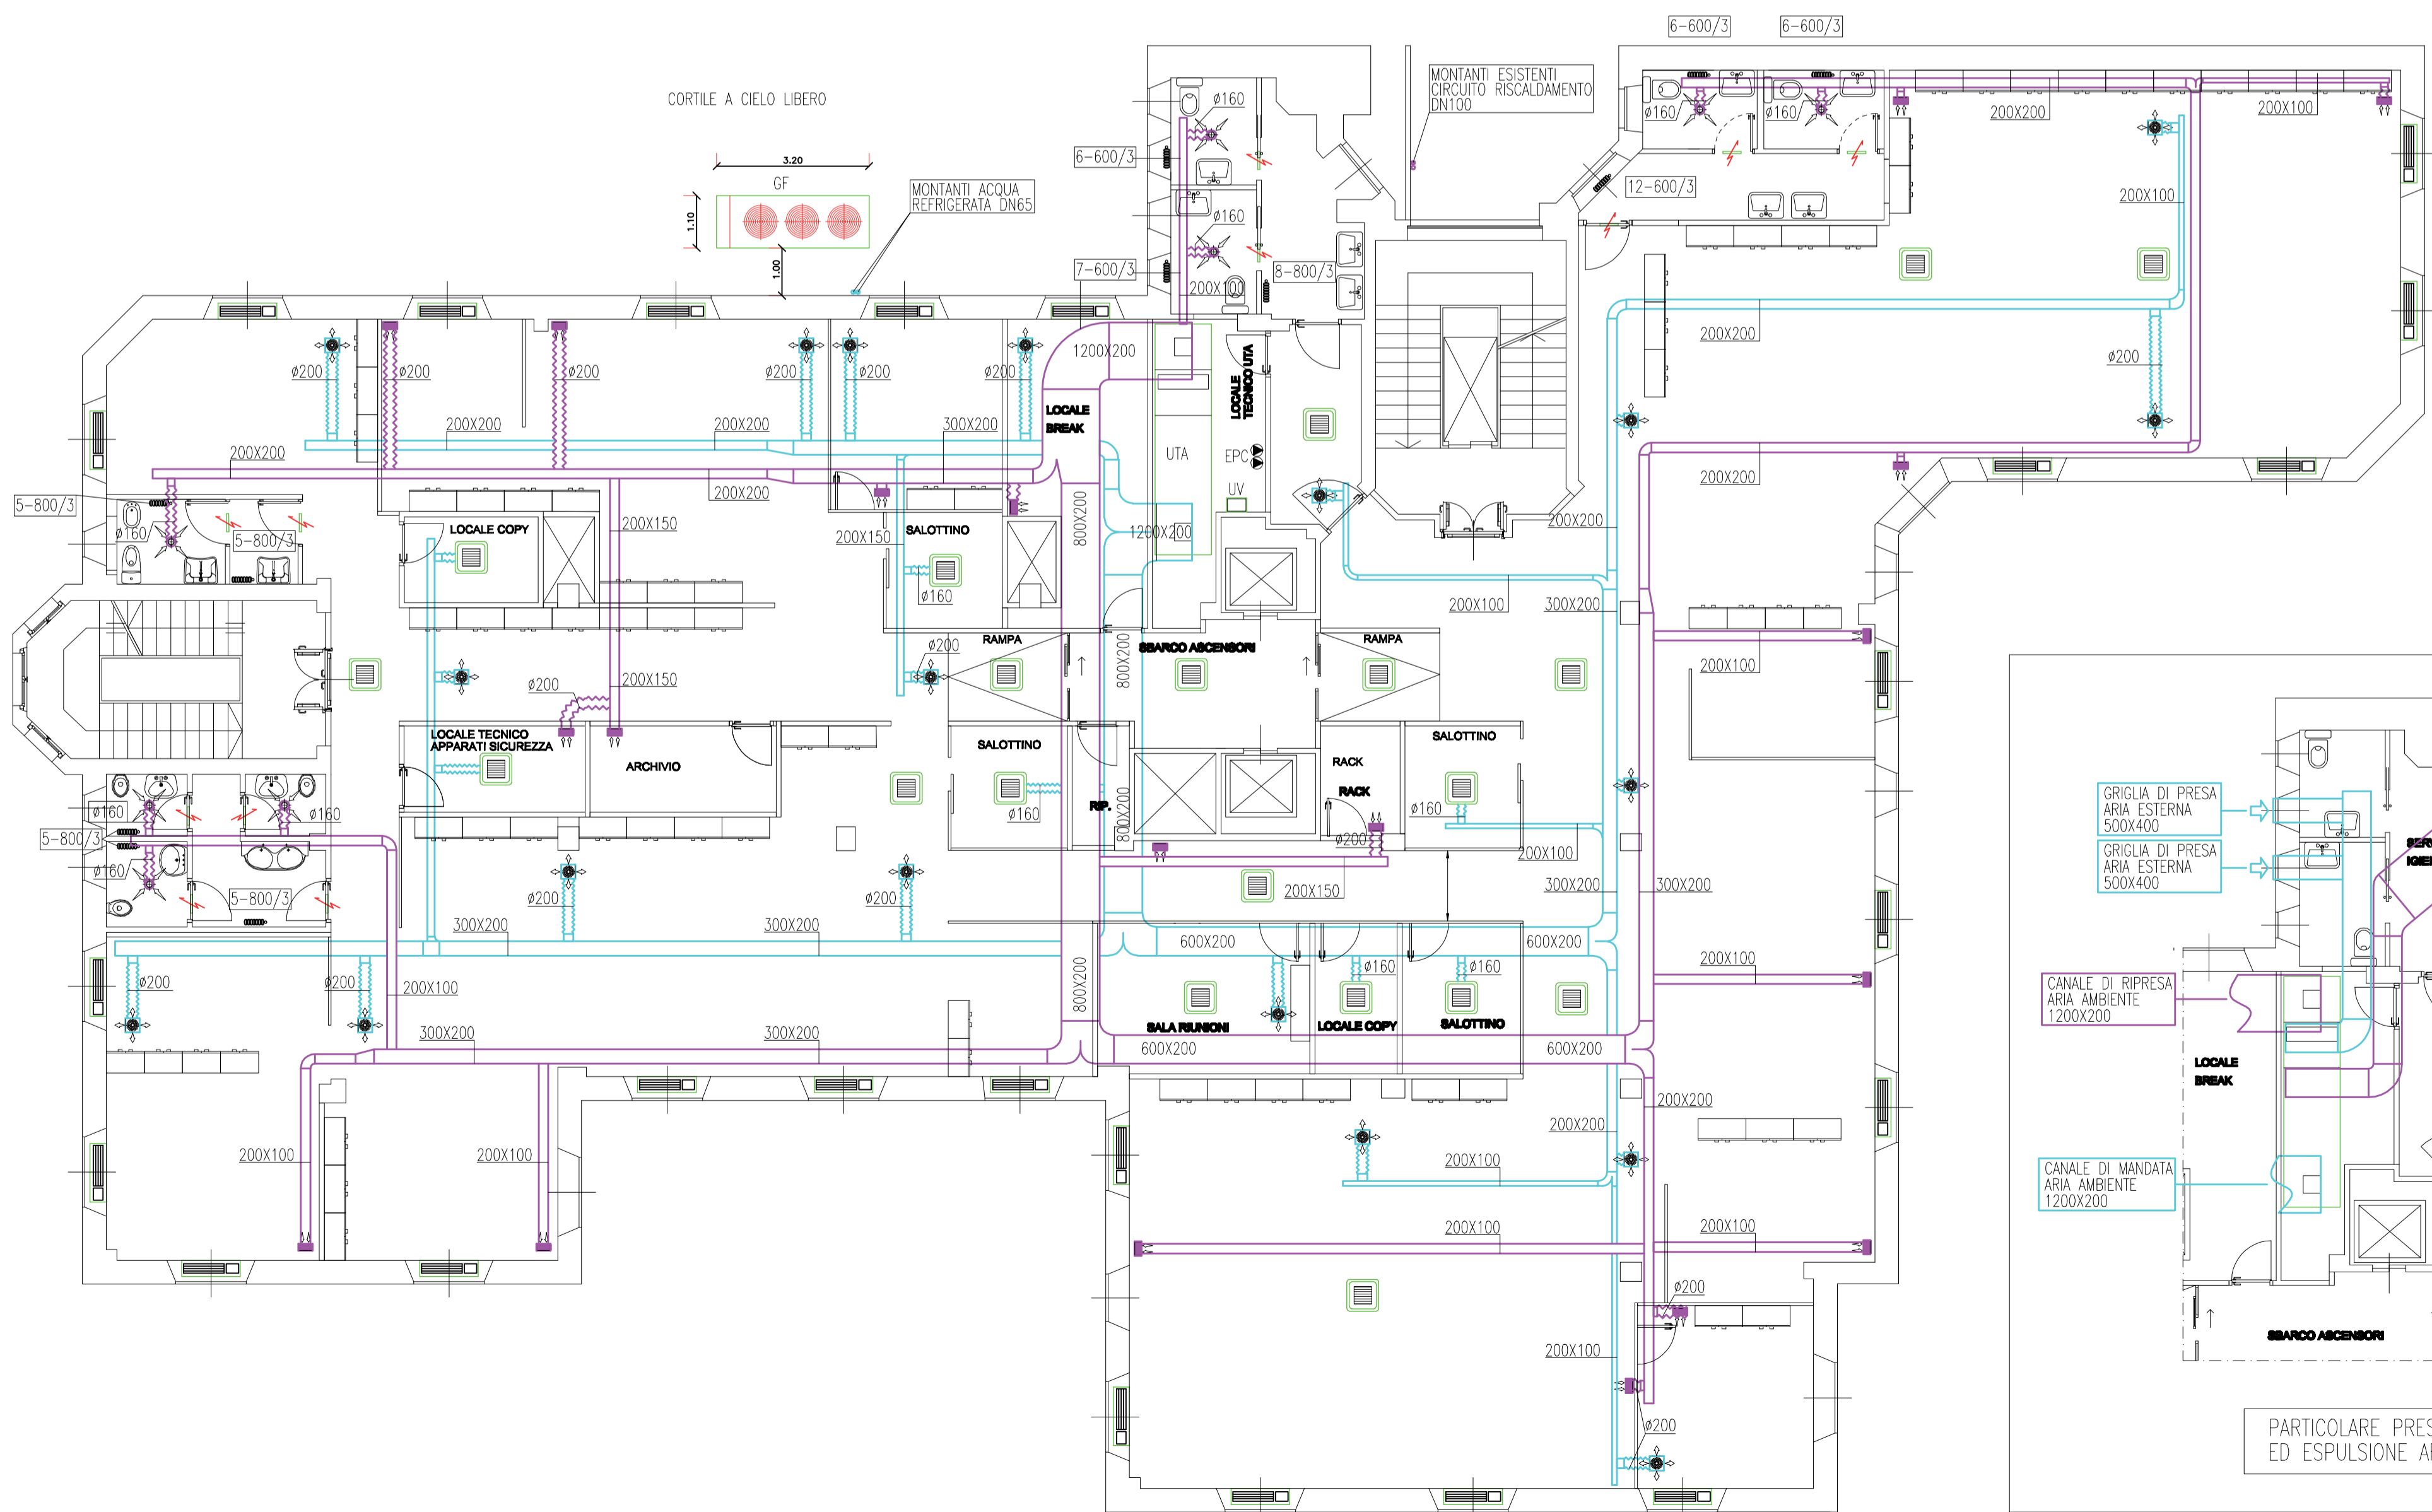 6-600/3
6-600/3
MONTANTI ESISTENTI
CIRCUITO RISCALDAMENTO
DN100
CORTILE A CIELO LIBERO
3.20
GF
1.10
1.00
MONTANTI ACQUA
REFRIGERATA DN65
6-600/3
Ø160
Ø160
7-600/3
8-800/3
200X100
Ø160
Ø160
12-600/3
200X200
200X100
200X100
200X200
Ø200
200X200
200X200
Ø200
Ø200
Ø200
Ø200
Ø200
Ø200
1200X200
LOCALE
BREAK
LOCALE
TECNICO UTA
UTA
EPC
UV
200X200
200X200
300X200
200X200
200X200
5-800/3
Ø160
5-800/3
LOCALE COPY
200X150
200X150
SALOTTINO
Ø160
800X200
1200X200
200X100
300X200
RAMPA
800X200
SBARCO ASCENSORI
RAMPA
200X100
Ø200
Ø200
200X150
LOCALE TECNICO
APPARATI SICUREZZA
ARCHIVIO
SALOTTINO
Ø160
RIP.
800X200
RACK
RACK
SALOTTINO
Ø160
Ø200
200X100
Ø160
Ø160
5-800/3
Ø160
5-800/3
Ø200
Ø200
200X150
300X200
300X200
300X200
300X200
600X200
600X200
Ø200
Ø200
200X100
800X200
Ø160
Ø160
200X100
SALA RIUNIONI
LOCALE COPY
SALOTTINO
300X200
300X200
600X200
600X200
200X100
200X100
200X200
200X200
200X100
200X100
200X100
Ø200
200X100
Ø200
GRIGLIA DI PRESA
ARIA ESTERNA
500X400
GRIGLIA DI PRESA
ARIA ESTERNA
500X400
CANALE DI RIPRESA
ARIA AMBIENTE
1200X200
LOCALE
BREAK
CANALE DI MANDATA
ARIA AMBIENTE
1200X200
SBARCO ASCENSORI
PARTICOLARE PRES
ED ESPULSIONE